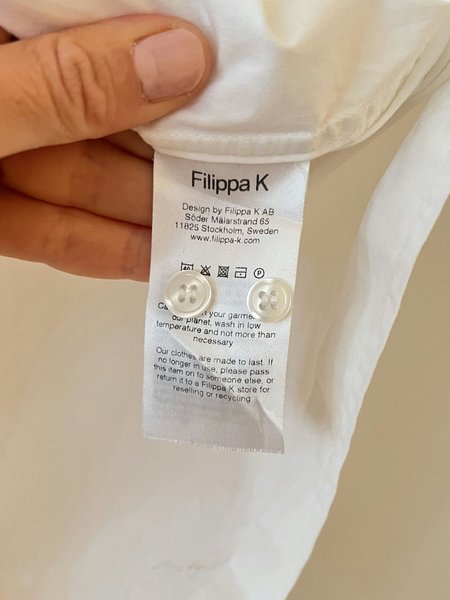 Filippa K
Design by Filippa K AB
Söder Mälarstrand 65
11825 Stockholm, Sweden
www.filippa-k.com
40 P
your
our planet, wash in low
temperature and not more than
necessary
Our clothes are made to last. If
no longer in use, please pass
this item on to someone else, or
return it to a Filippa K store for
reselling or recycling